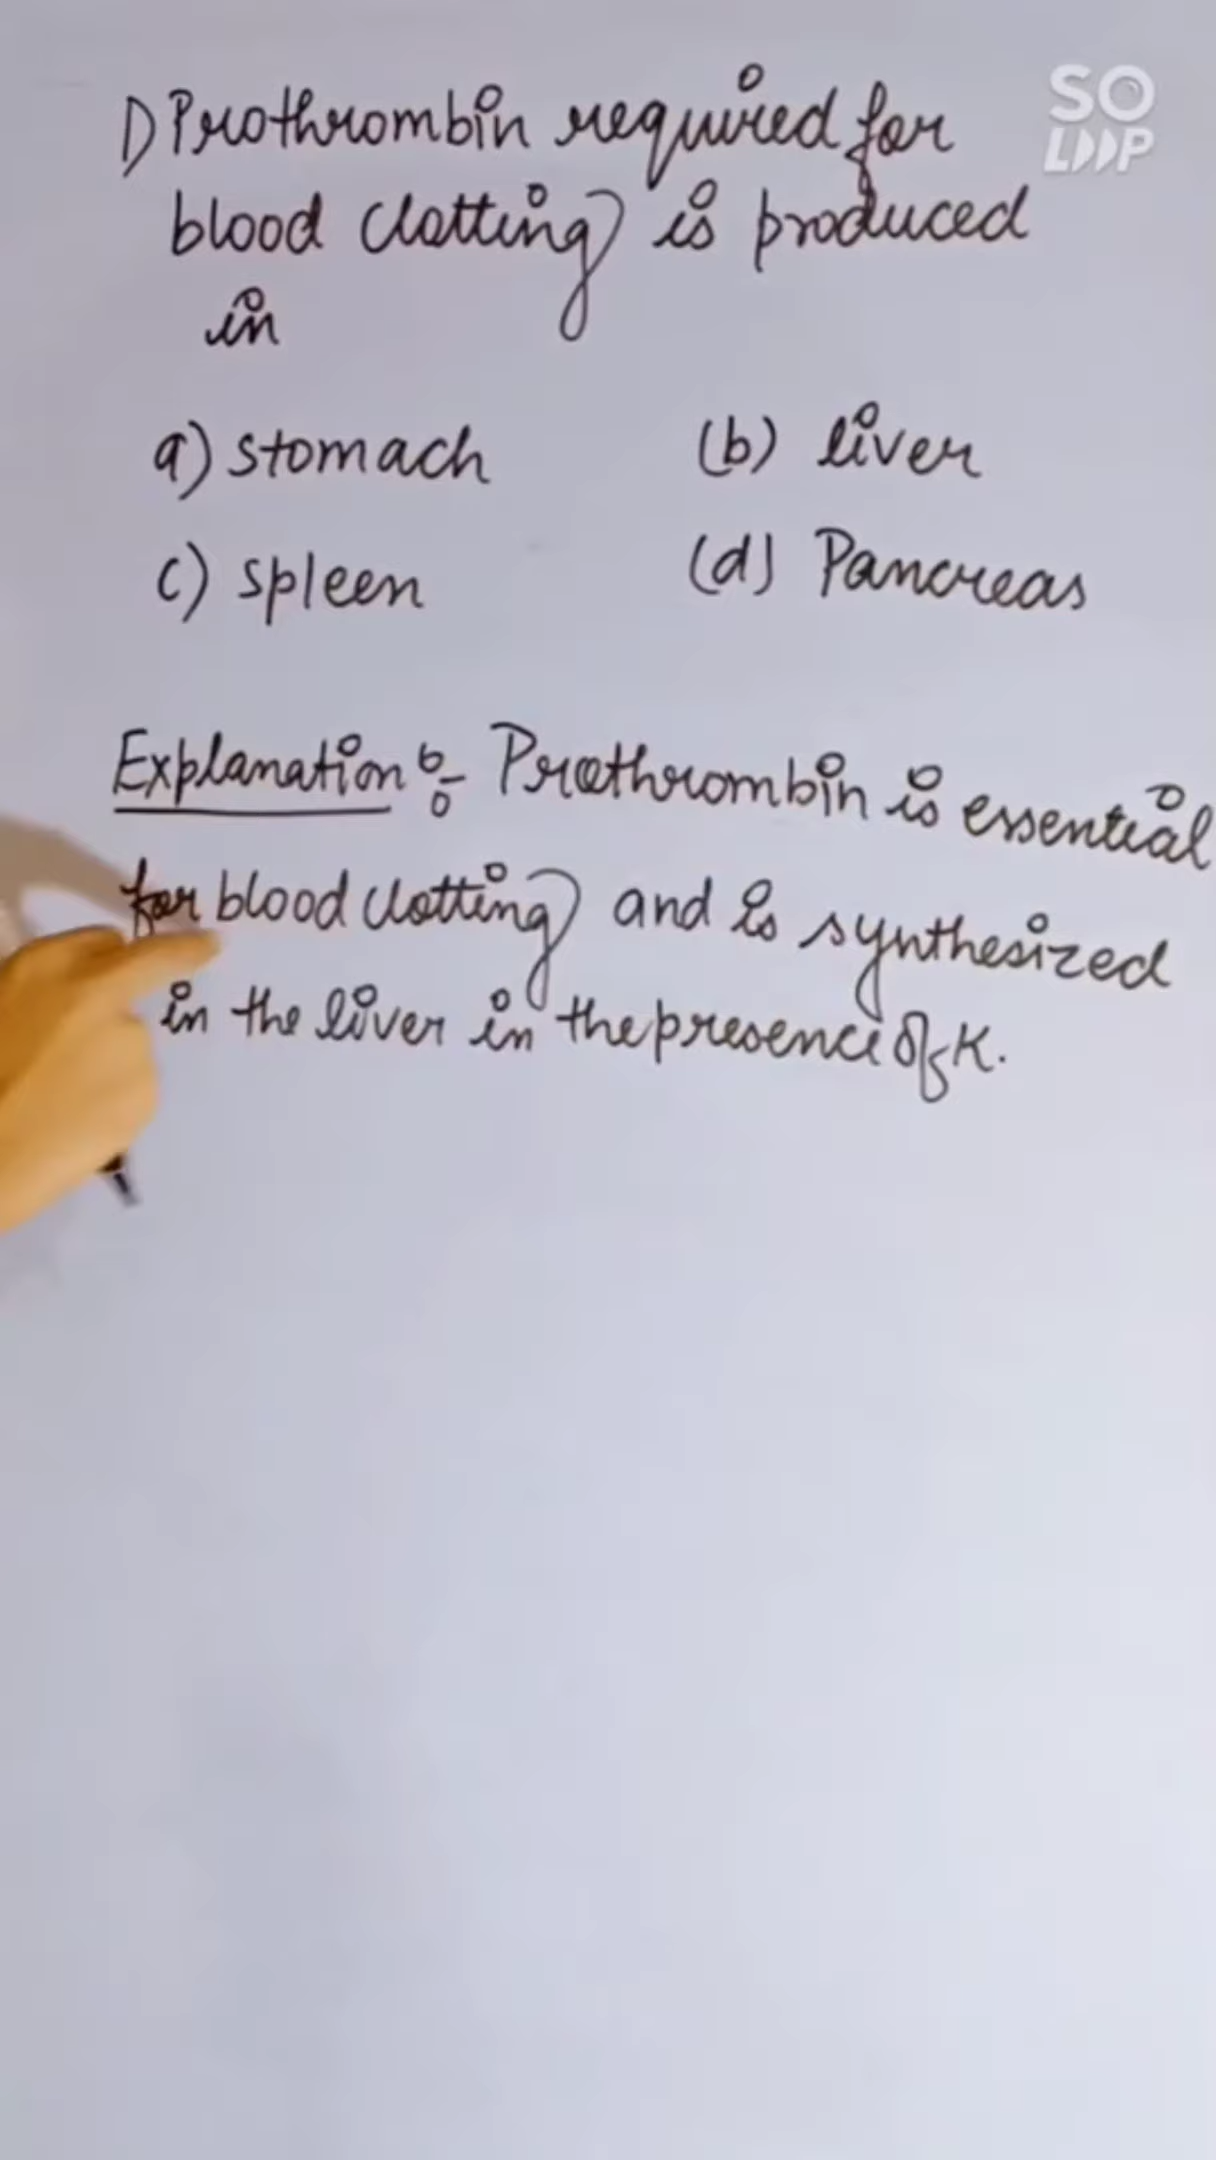 1) Prothrombin required for
blood clotting is produced
in
a) stomach (b) liver
c) spleen (d) Pancreas
Explanation :- Prothrombin is essential
for blood clotting and is synthesized
in the liver in the presence of K.
SO
LOOP